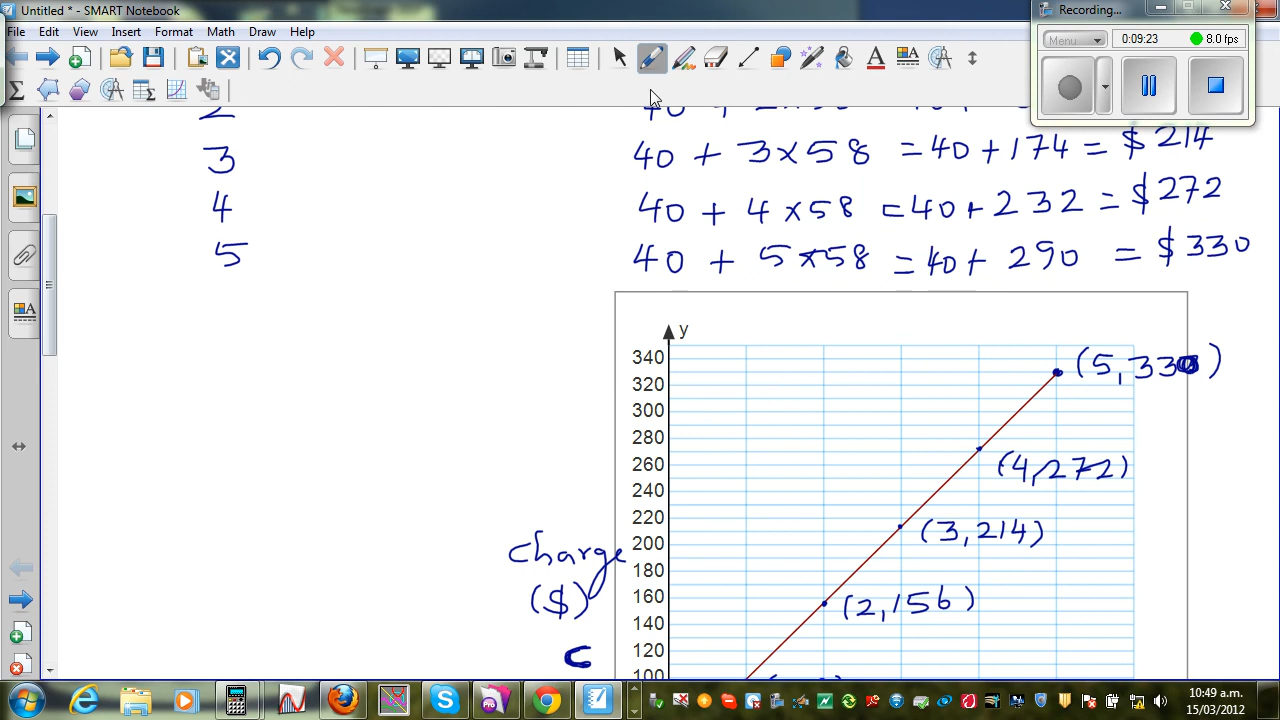 Untitled * - SMART Notebook
File Edit View Insert Format Math Draw Help
Recording...
Menu
0:09:23
8.0 fps
2
3
40 + 3×58 = 40 + 174 = $214
4
40 + 4×58 = 40 + 232 = $272
5
40 + 5×58 = 40 + 290 = $330
y
340
320
300
280
260
240
220
200
180
160
140
120
100
(5,330)
(4,272)
(3,214)
(2,156)
charge
($)
C
10:49 a.m.
15/03/2012